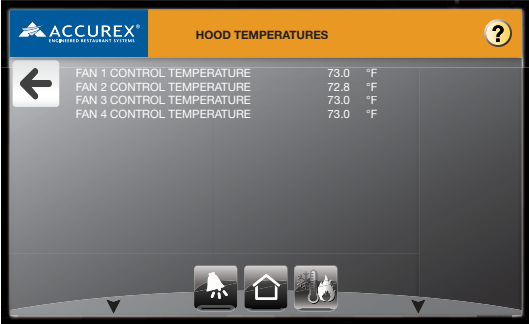 ACCUREX®
ENGINEERED RESTAURANT SYSTEMS
HOOD TEMPERATURES
?
FAN 1 CONTROL TEMPERATURE 73.0 °F
FAN 2 CONTROL TEMPERATURE 72.8 °F
FAN 3 CONTROL TEMPERATURE 73.0 °F
FAN 4 CONTROL TEMPERATURE 73.0 °F